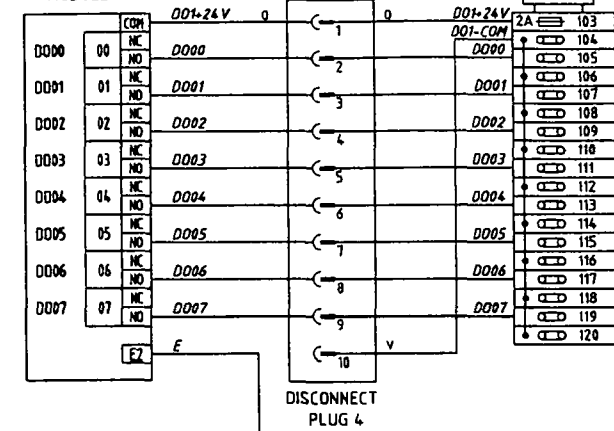 COM DO1+24V Q 1 Q DO1+24V 2A 103
NC DO1-COM 104
DO00 00 NO DO00 2 DO00 105
NC 106
DO01 01 NO DO01 3 DO01 107
NC 108
DO02 02 NO DO02 4 DO02 109
NC 110
DO03 03 NO DO03 5 DO03 111
NC 112
DO04 04 NO DO04 6 DO04 113
NC 114
DO05 05 NO DO05 7 DO05 115
NC 116
DO06 06 NO DO06 8 DO06 117
NC 118
DO07 07 NO DO07 9 DO07 119
E2 E 10 V 120
DISCONNECT
PLUG 4